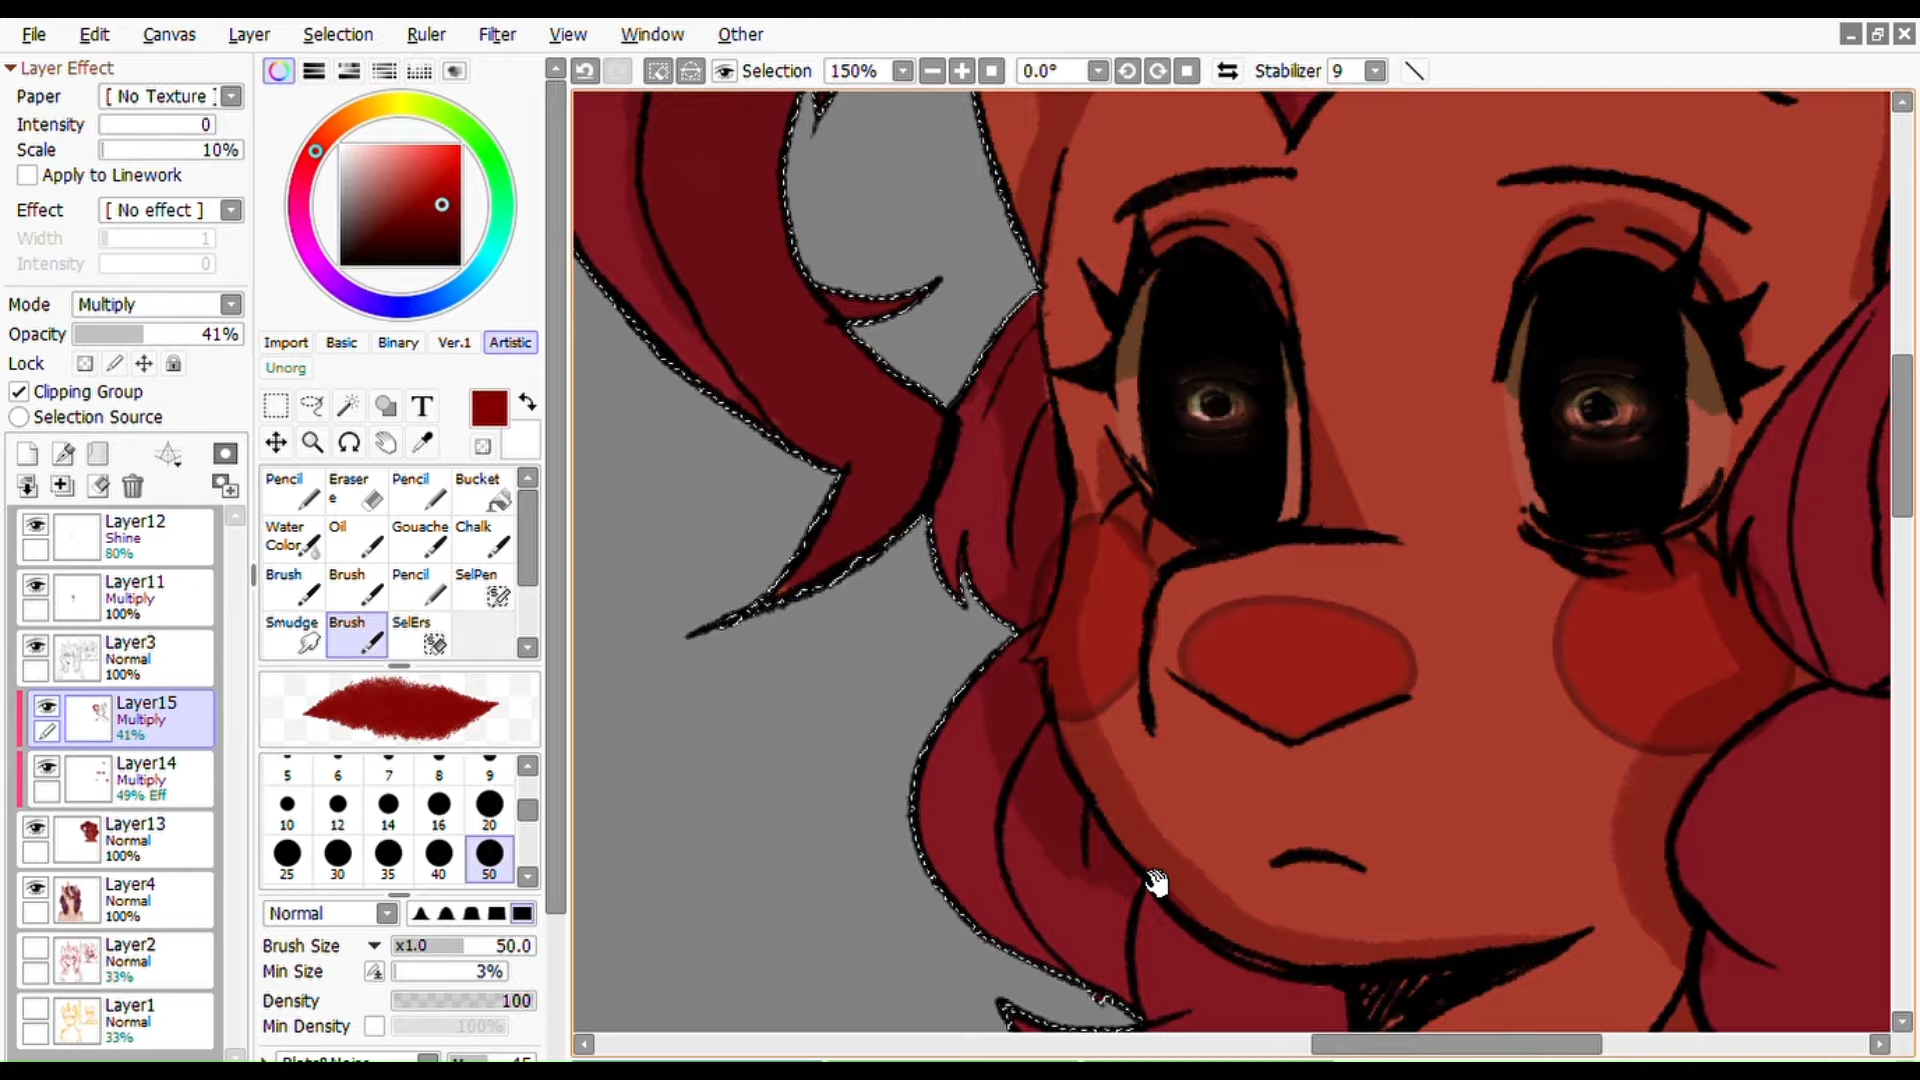 File Edit Canvas Layer Selection Ruler Filter View Window Other
Layer Effect
Paper [ No Texture ]
Intensity 0
Scale 10%
Apply to Linework
Effect [ No effect ]
Width 1
Intensity 0
Mode Multiply
Opacity 41%
Lock
Clipping Group
Selection Source
Layer12
Shine
80%
Layer11
Multiply
100%
Layer3
Normal
100%
Layer15
Multiply
41%
Layer14
Multiply
49% Eff
Layer13
Normal
100%
Layer4
Normal
100%
Layer2
Normal
33%
Layer1
Normal
33%
Import Basic Binary Ver.1 Artistic
Unorg
T
Pencil Eraser Pencil Bucket
e
Water Oil Gouache Chalk
Color
Brush Brush Pencil SelPen
Smudge Brush SelErs
5 6 7 8 9
10 12 14 16 20
25 30 35 40 50
Normal
Brush Size x1.0 50.0
Min Size 3%
Density 100
Min Density 100%
Selection 150% 0.0° Stabilizer 9